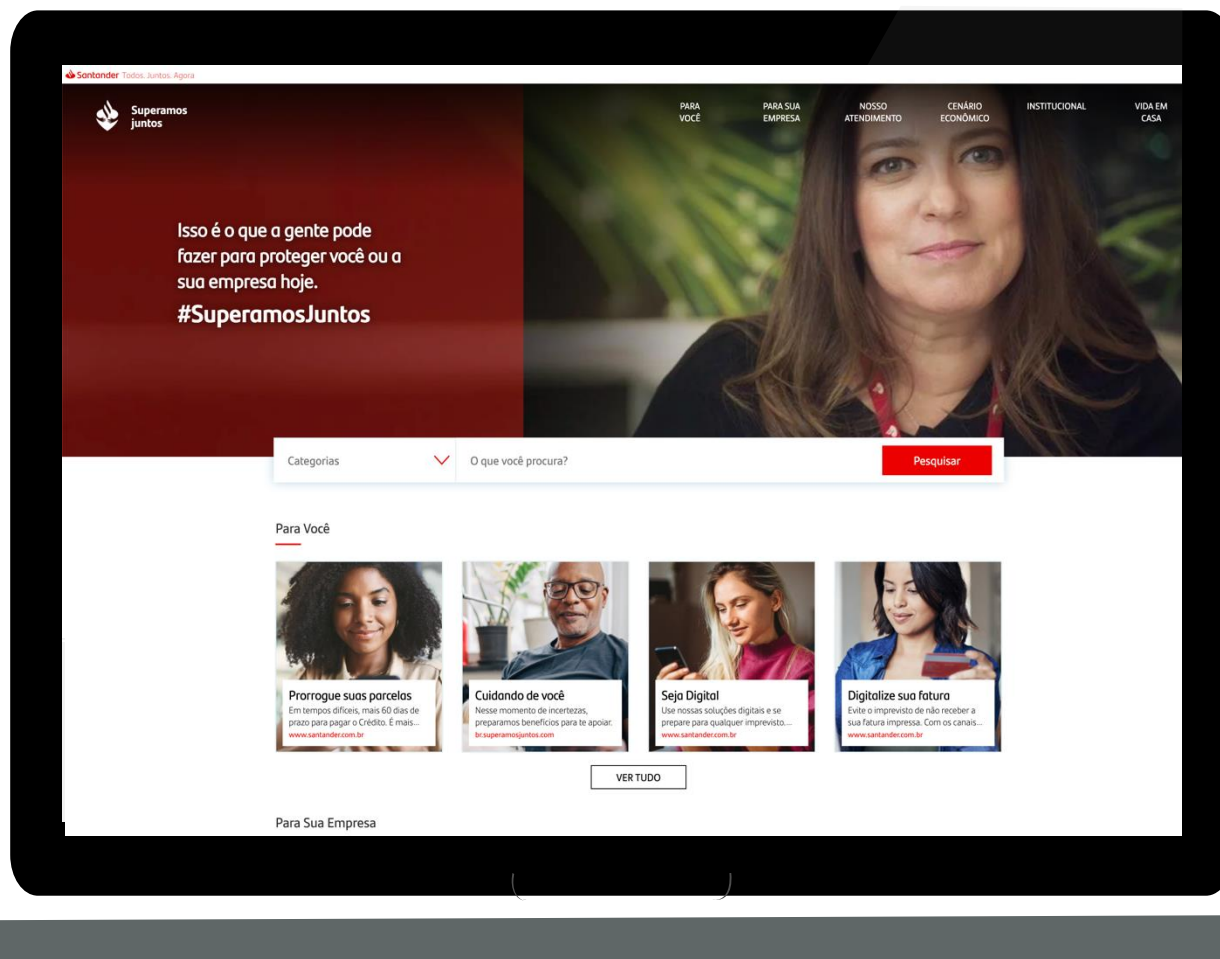 Santander Todos. Juntos. Agora
Superamos
juntos
PARA
VOCÊ
PARA SUA
EMPRESA
NOSSO
ATENDIMENTO
CENÁRIO
ECONÔMICO
INSTITUCIONAL
VIDA EM
CASA
Isso é o que a gente pode
fazer para proteger você ou a
sua empresa hoje.
#SuperamosJuntos
Categorias
O que você procura?
Pesquisar
Para Você
Prorrogue suas parcelas
Em tempos difíceis, mais 60 dias de
prazo para pagar o Crédito. É mais...
www.santander.com.br
Cuidando de você
Nesse momento de incertezas,
preparamos benefícios para te apoiar.
br.superamosjuntos.com
Seja Digital
Use nossas soluções digitais e se
prepare para qualquer imprevisto....
www.santander.com.br
Digitalize sua fatura
Evite o imprevisto de não receber a
sua fatura impressa. Com os canais...
www.santander.com.br
VER TUDO
Para Sua Empresa